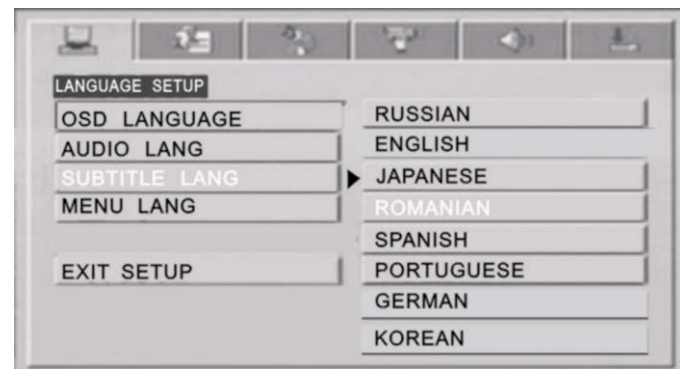 LANGUAGE SETUP
OSD LANGUAGE
AUDIO LANG
SUBTITLE LANG
MENU LANG
EXIT SETUP
RUSSIAN
ENGLISH
JAPANESE
ROMANIAN
SPANISH
PORTUGUESE
GERMAN
KOREAN